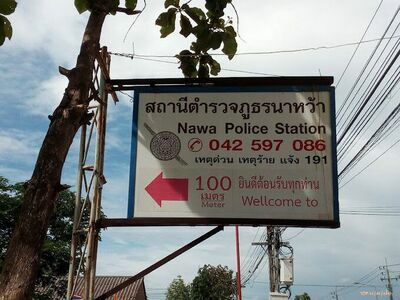 สถานีตำรวจภูธรนาหว้า
Nawa Police Station
042 597 086
เหตุด่วน เหตุร้าย แจ้ง 191
100 ยินดีต้อนรับทุกท่าน
เมตร
Meter Wellcome to